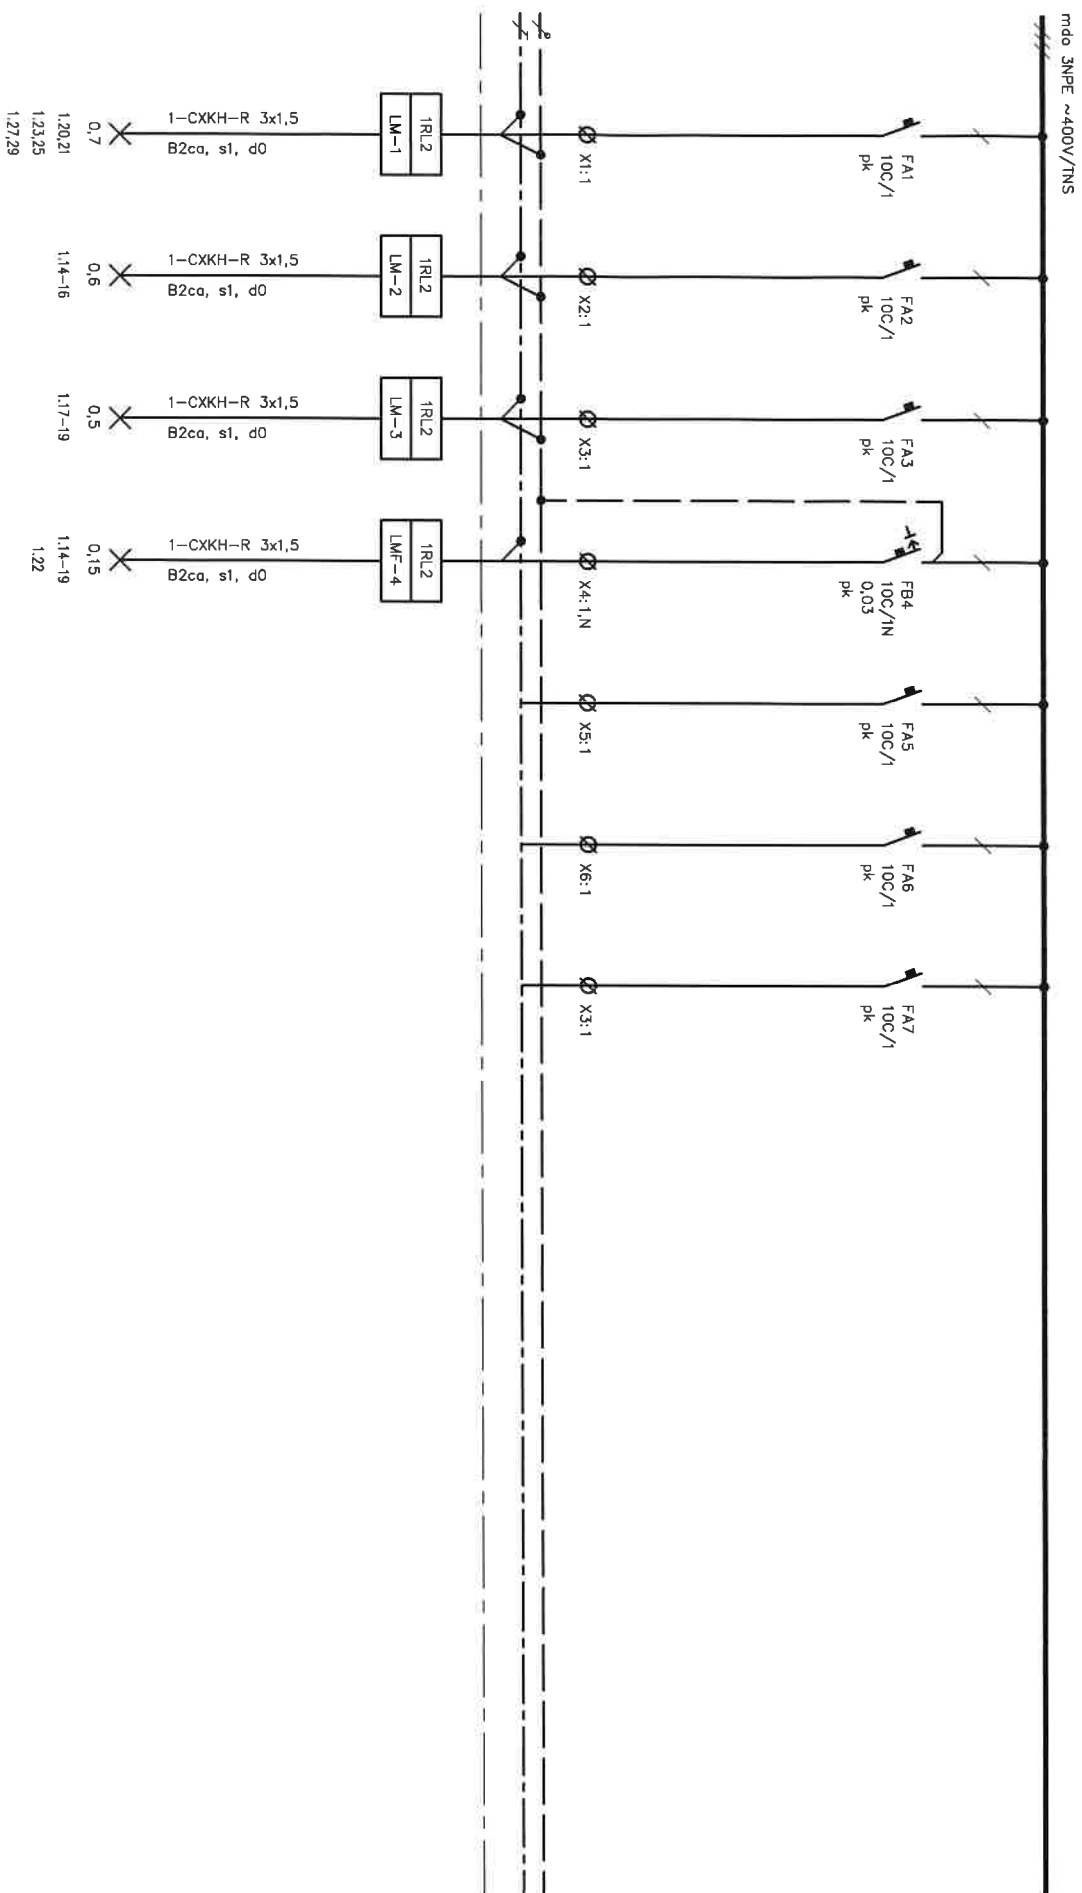 mdo 3NPE ~400V/TNS
FA1
10C/1
pk
FA2
10C/1
pk
FA3
10C/1
pk
FB4
10C/1N
0,03
pk
FA5
10C/1
pk
FA6
10C/1
pk
FA7
10C/1
pk
X1:1
X2:1
X3:1
X4:1,N
X5:1
X6:1
X3:1
1RL2
LM-1
1RL2
LM-2
1RL2
LM-3
1RL2
LMF-4
1-CXKH-R 3x1,5
B2ca, s1, d0
1-CXKH-R 3x1,5
B2ca, s1, d0
1-CXKH-R 3x1,5
B2ca, s1, d0
1-CXKH-R 3x1,5
B2ca, s1, d0
0,7
1.20,21
1.23,25
1.27,29
0,6
1.14-16
0,5
1.17-19
0,15
1.14-19
1.22